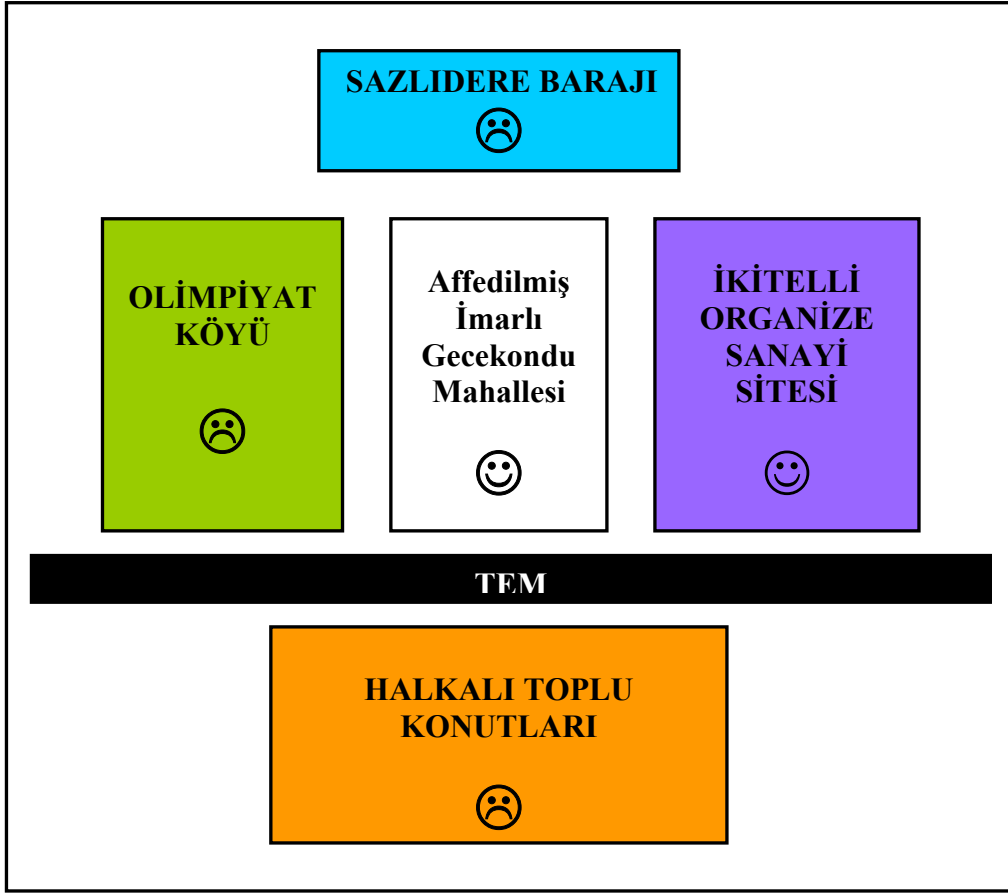 SAZLIDERE BARAJI
OLİMPİYAT
KÖYÜ
Affedilmiş
İmarlı
Gecekondu
Mahallesi
İKİTELLİ
ORGANİZE
SANAYİ
SİTESİ
TEM
HALKALI TOPLU
KONUTLARI